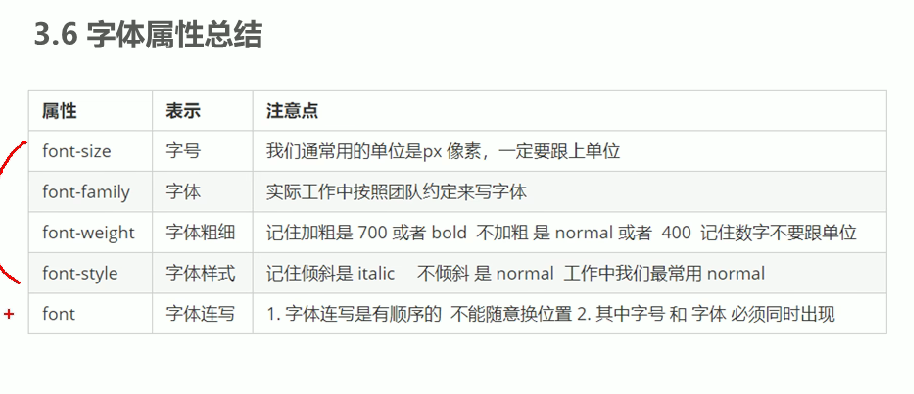 3.6 字体属性总结
属性 表示 注意点
font-size 字号 我们通常用的单位是px 像素，一定要跟上单位
font-family 字体 实际工作中按照团队约定来写字体
font-weight 字体粗细 记住加粗是 700 或者 bold 不加粗 是 normal 或者 400 记住数字不要跟单位
font-style 字体样式 记住倾斜是 italic 不倾斜 是 normal 工作中我们最常用 normal
font 字体连写 1. 字体连写是有顺序的 不能随意换位置 2. 其中字号 和 字体 必须同时出现